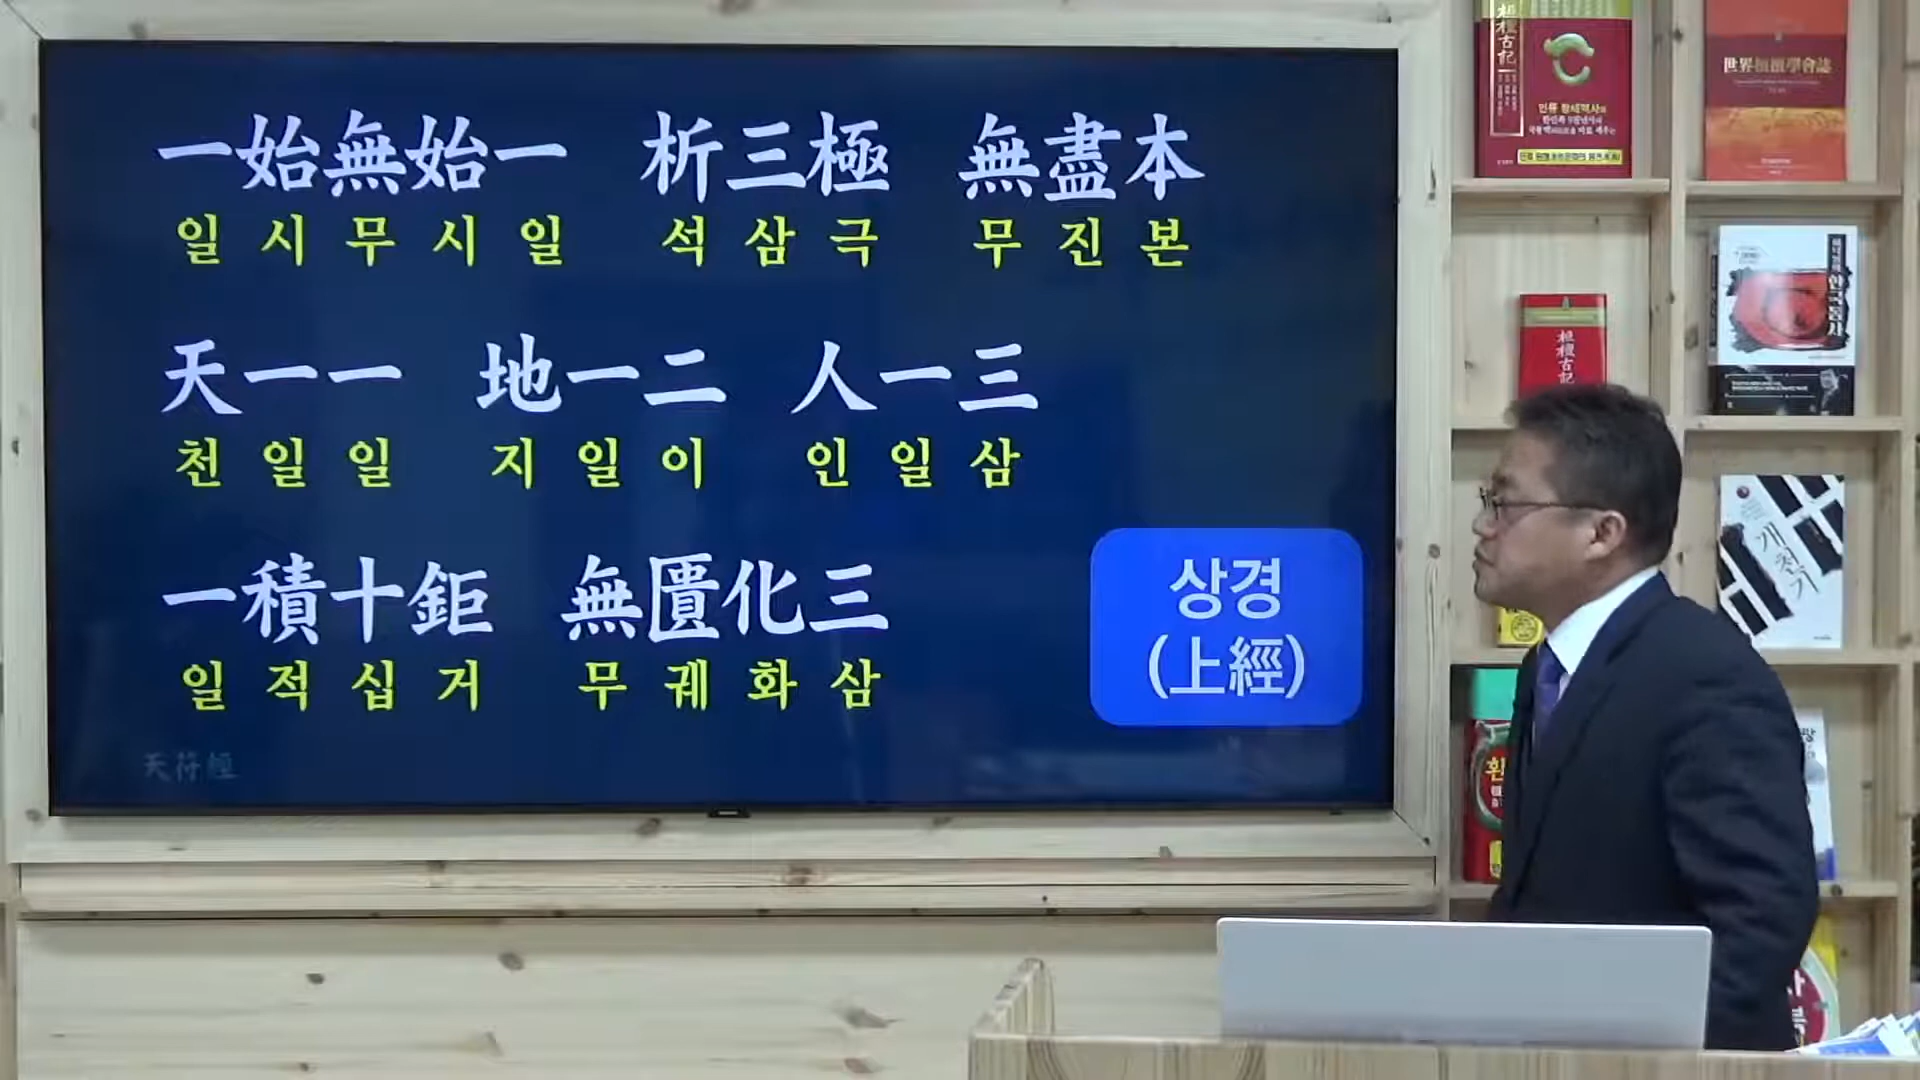 一始無始一 析三極 無盡本
일시무시일 석삼극 무진본
天一一 地一二 人一三
천일일 지일이 인일삼
一積十鉅 無匱化三
일적십거 무궤화삼
상경
(上經)
天符經
桓檀古記
世界桓檀學會誌
桓檀古記
개천기